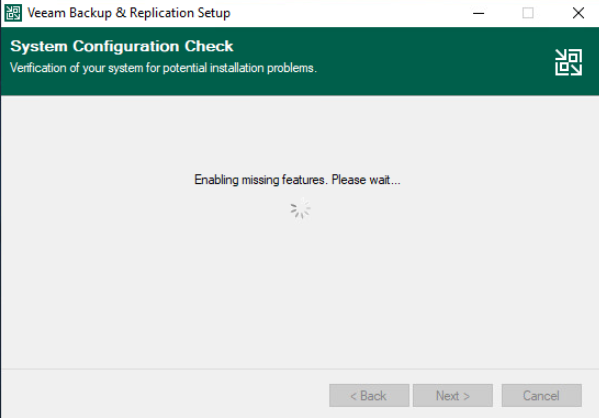 Veeam Backup & Replication Setup
System Configuration Check
Verification of your system for potential installation problems.
Enabling missing features. Please wait...
< Back
Next >
Cancel